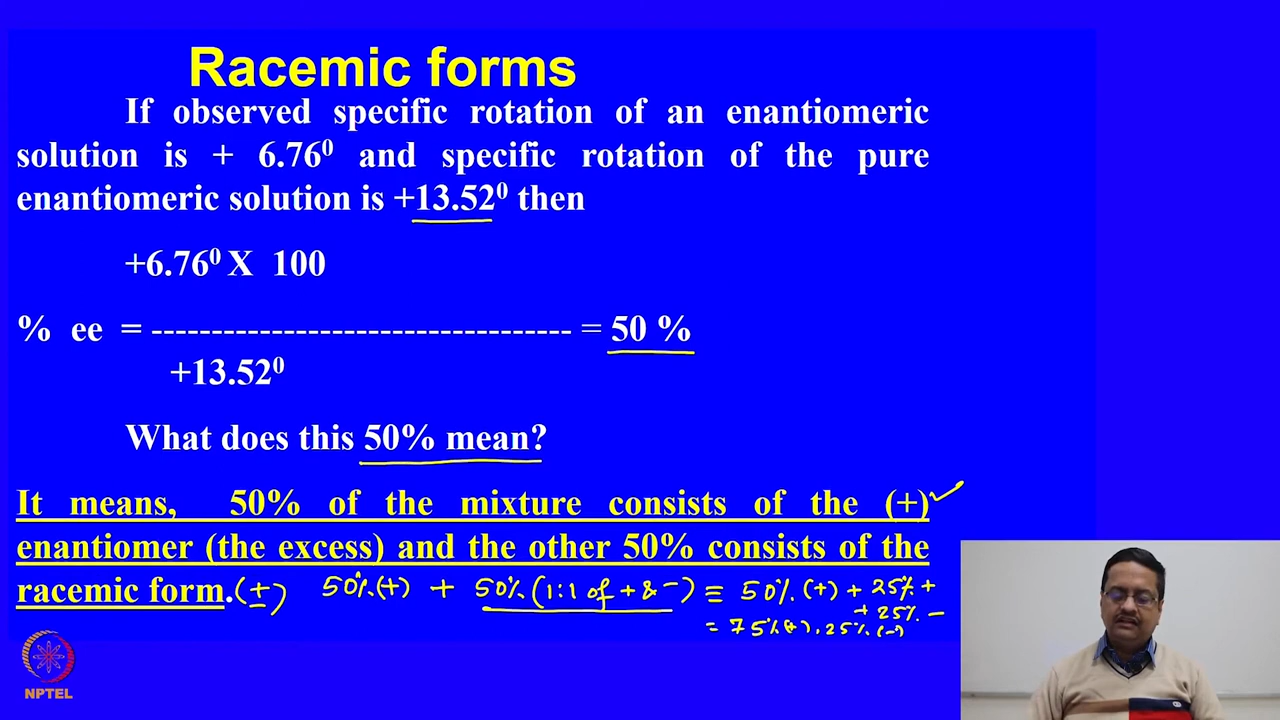 Racemic forms
If observed specific rotation of an enantiomeric
solution is + 6.76⁰ and specific rotation of the pure
enantiomeric solution is +13.52⁰ then
+6.76⁰ X 100
% ee = ----------------------------------- = 50 %
+13.52⁰
What does this 50% mean?
It means, 50% of the mixture consists of the (+)
enantiomer (the excess) and the other 50% consists of the
racemic form. (±) 50% (+) + 50% (1:1 of + & -) ≡ 50% (+) + 25% +
+ 25% -
= 75% (+), 25% (-)
NPTEL